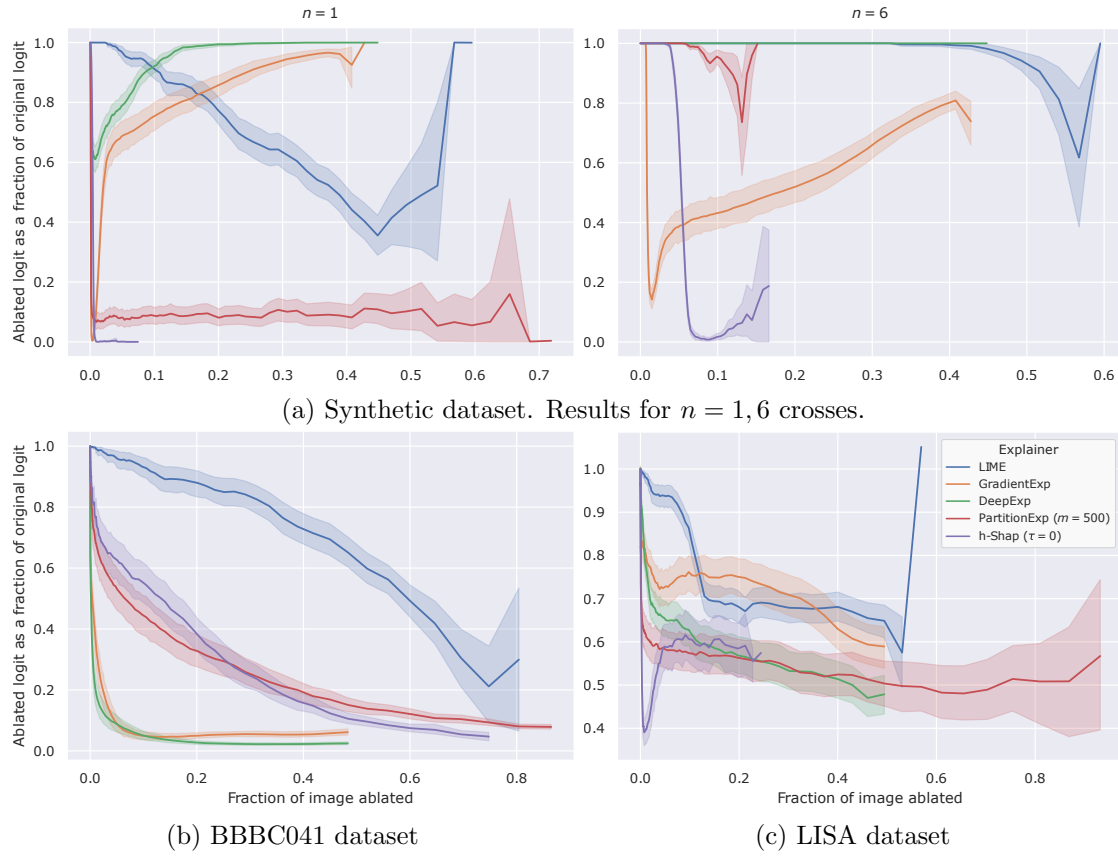 n = 1
n = 6
Ablated logit as a fraction of original logit
1.0
0.8
0.6
0.4
0.2
0.0
0.0 0.1 0.2 0.3 0.4 0.5 0.6 0.7
1.0
0.8
0.6
0.4
0.2
0.0
0.0 0.1 0.2 0.3 0.4 0.5 0.6
(a) Synthetic dataset. Results for n = 1, 6 crosses.
Ablated logit as a fraction of original logit
1.0
0.8
0.6
0.4
0.2
0.0
0.0 0.2 0.4 0.6 0.8
Fraction of image ablated
(b) BBBC041 dataset
1.0
0.9
0.8
0.7
0.6
0.5
0.4
Explainer
LIME
GradientExp
DeepExp
PartitionExp (m = 500)
h-Shap (τ = 0)
0.0 0.2 0.4 0.6 0.8
Fraction of image ablated
(c) LISA dataset